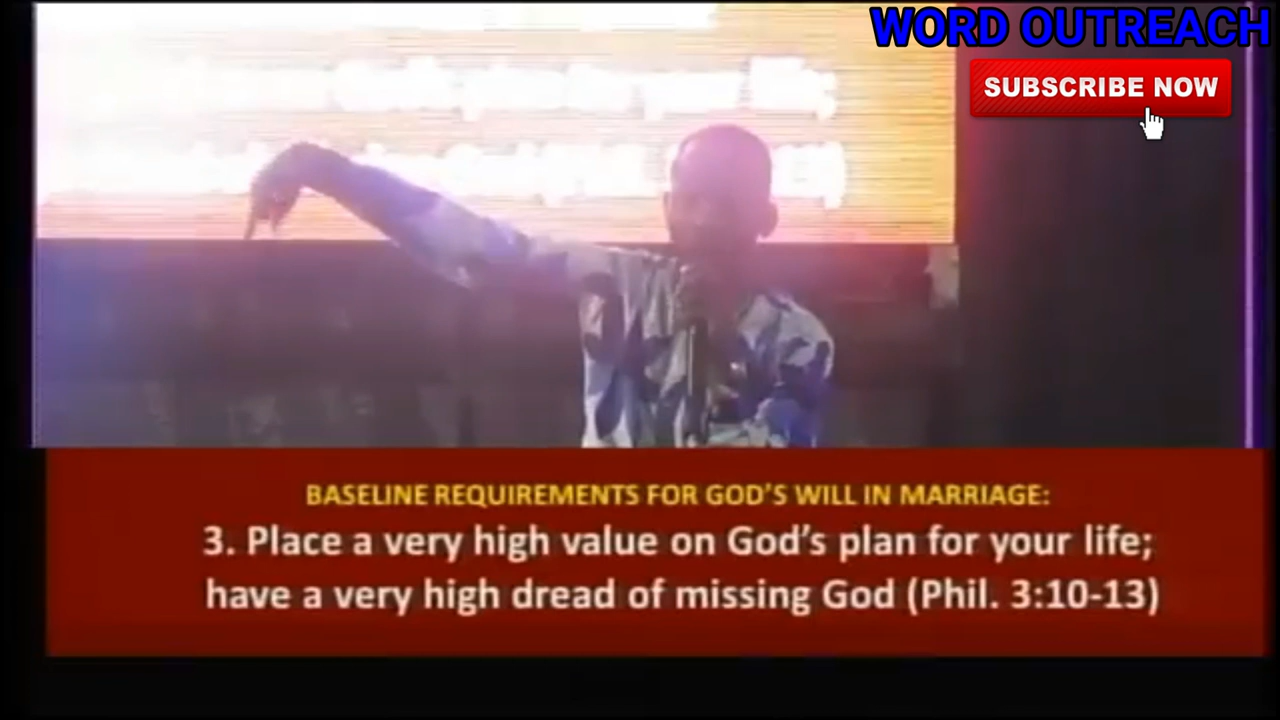 WORD OUTREACH
SUBSCRIBE NOW
BASELINE REQUIREMENTS FOR GOD'S WILL IN MARRIAGE:
3. Place a very high value on God's plan for your life;
have a very high dread of missing God (Phil. 3:10-13)